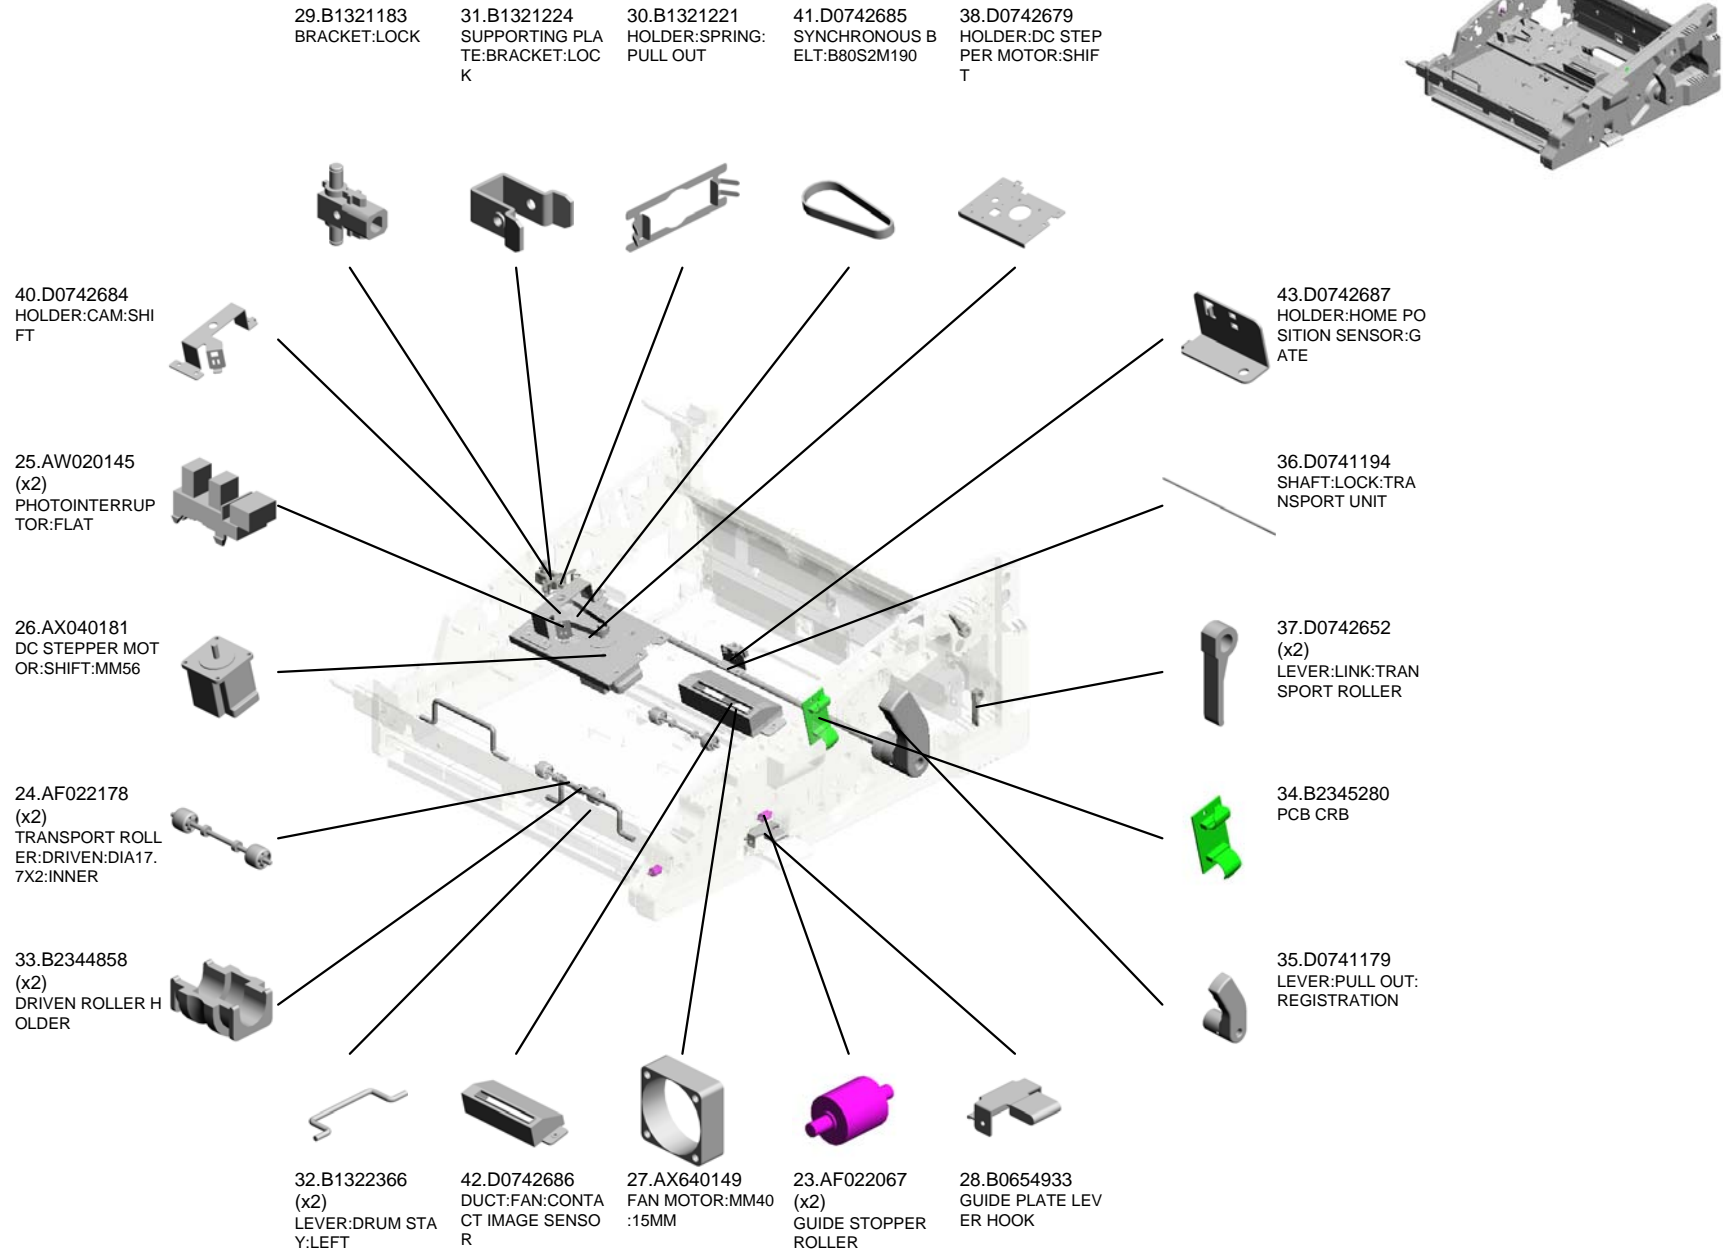 29.B1321183
BRACKET:LOCK
31.B1321224
SUPPORTING PLA
TE:BRACKET:LOC
K
30.B1321221
HOLDER:SPRING:
PULL OUT
41.D0742685
SYNCHRONOUS B
ELT:B80S2M190
38.D0742679
HOLDER:DC STEP
PER MOTOR:SHIF
T
40.D0742684
HOLDER:CAM:SHI
FT
43.D0742687
HOLDER:HOME PO
SITION SENSOR:G
ATE
25.AW020145
(x2)
PHOTOINTERRUP
TOR:FLAT
36.D0741194
SHAFT:LOCK:TRA
NSPORT UNIT
26.AX040181
DC STEPPER MOT
OR:SHIFT:MM56
37.D0742652
(x2)
LEVER:LINK:TRAN
SPORT ROLLER
24.AF022178
(x2)
TRANSPORT ROLL
ER:DRIVEN:DIA17.
7X2:INNER
34.B2345280
PCB CRB
33.B2344858
(x2)
DRIVEN ROLLER H
OLDER
35.D0741179
LEVER:PULL OUT:
REGISTRATION
32.B1322366
(x2)
LEVER:DRUM STA
Y:LEFT
42.D0742686
DUCT:FAN:CONTA
CT IMAGE SENSO
R
27.AX640149
FAN MOTOR:MM40
:15MM
23.AF022067
(x2)
GUIDE STOPPER
ROLLER
28.B0654933
GUIDE PLATE LEV
ER HOOK